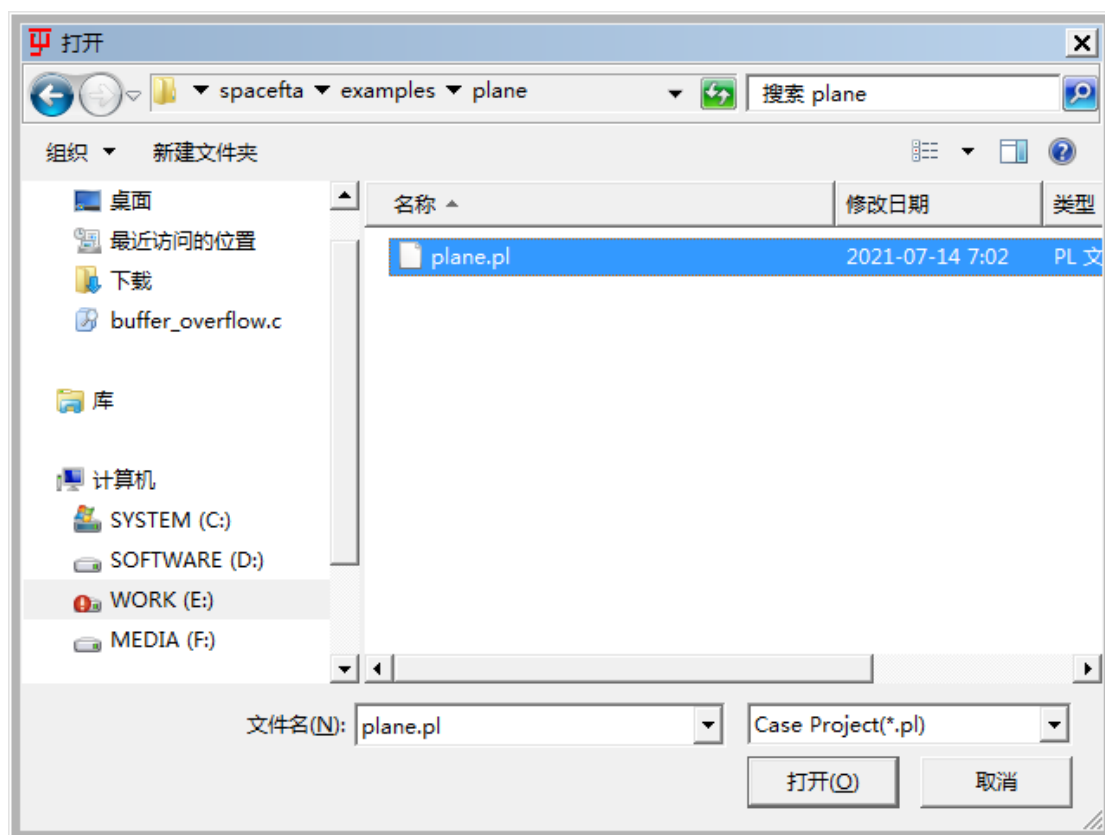 打开
spacefta examples plane 搜索 plane
组织 新建文件夹
桌面
最近访问的位置
下载
buffer_overflow.c
库
计算机
SYSTEM (C:)
SOFTWARE (D:)
WORK (E:)
MEDIA (F:)
名称 修改日期 类型
plane.pl 2021-07-14 7:02 PL 文
文件名(N): plane.pl Case Project(*.pl)
打开(O) 取消